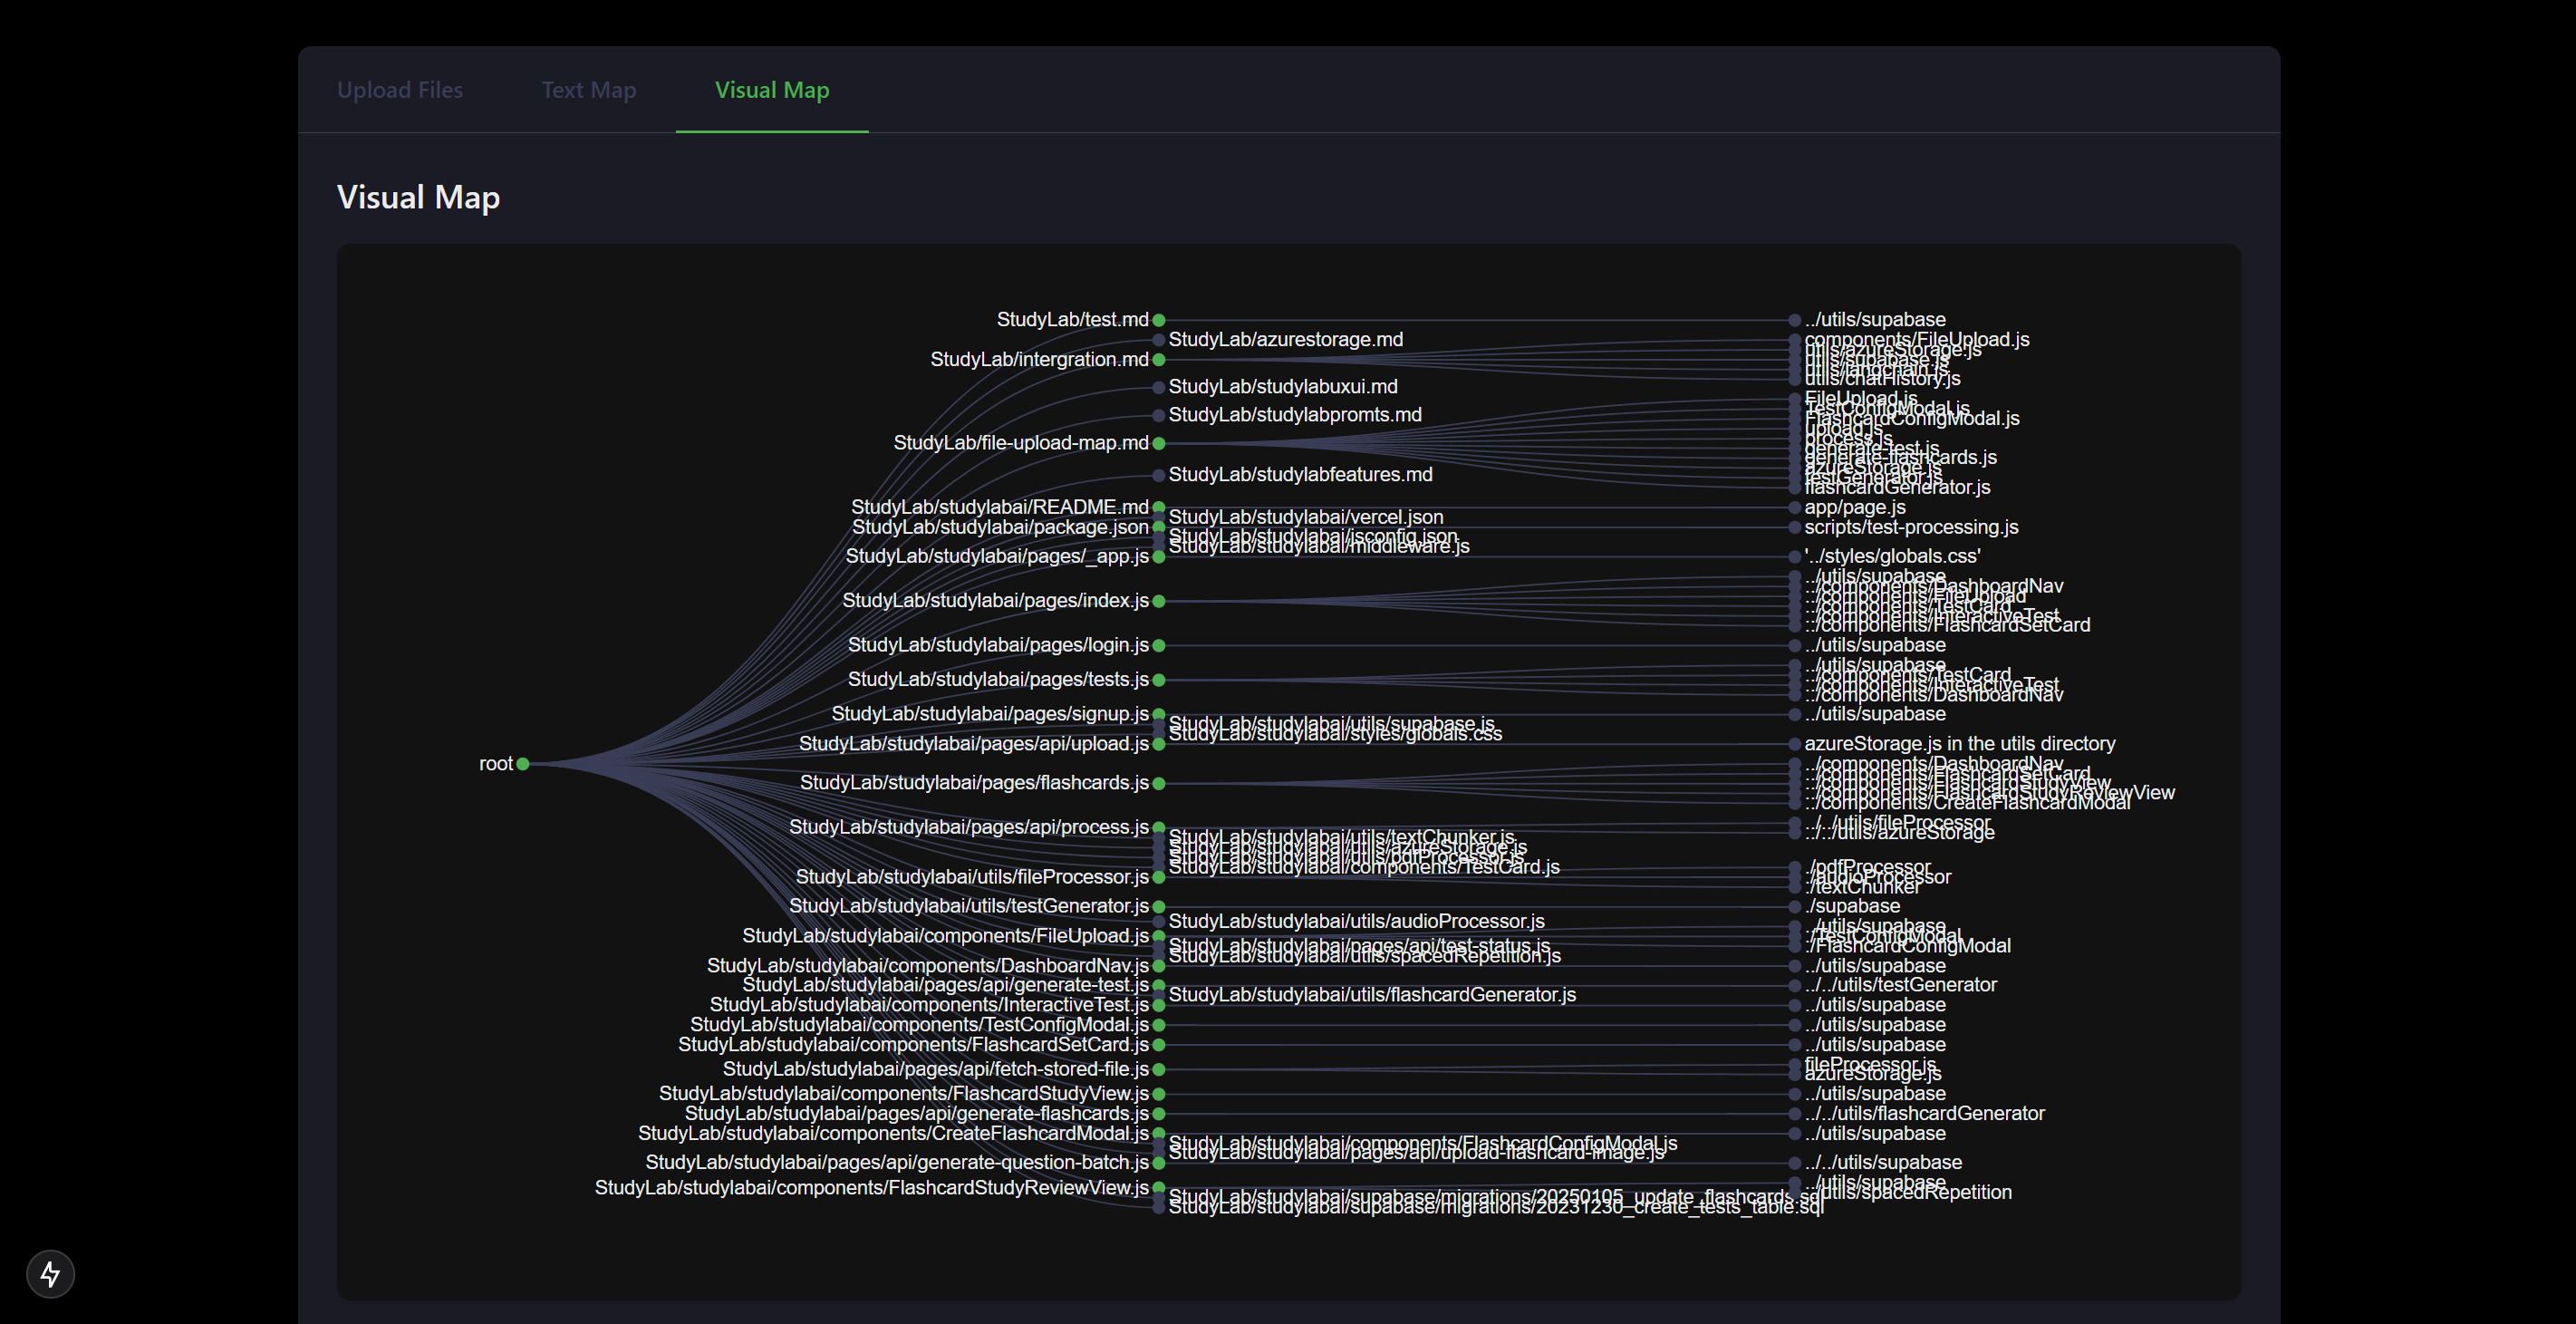 Upload Files
Text Map
Visual Map
Visual Map
root
StudyLab/test.md
StudyLab/azurestorage.md
StudyLab/intergration.md
StudyLab/studylabuxui.md
StudyLab/studylabpromts.md
StudyLab/file-upload-map.md
StudyLab/studylabfeatures.md
StudyLab/studylabai/README.md
StudyLab/studylabai/vercel.json
StudyLab/studylabai/package.json
StudyLab/studylabai/jsconfig.json
StudyLab/studylabai/middleware.js
StudyLab/studylabai/pages/_app.js
StudyLab/studylabai/pages/index.js
StudyLab/studylabai/pages/login.js
StudyLab/studylabai/pages/tests.js
StudyLab/studylabai/pages/signup.js
StudyLab/studylabai/utils/supabase.js
StudyLab/studylabai/styles/globals.css
StudyLab/studylabai/pages/api/upload.js
StudyLab/studylabai/pages/flashcards.js
StudyLab/studylabai/pages/api/process.js
StudyLab/studylabai/utils/textChunker.js
StudyLab/studylabai/utils/azureStorage.js
StudyLab/studylabai/utils/pdfProcessor.js
StudyLab/studylabai/components/TestCard.js
StudyLab/studylabai/utils/fileProcessor.js
StudyLab/studylabai/utils/testGenerator.js
StudyLab/studylabai/utils/audioProcessor.js
StudyLab/studylabai/components/FileUpload.js
StudyLab/studylabai/pages/api/test-status.js
StudyLab/studylabai/utils/spacedRepetition.js
StudyLab/studylabai/components/DashboardNav.js
StudyLab/studylabai/pages/api/generate-test.js
StudyLab/studylabai/utils/flashcardGenerator.js
StudyLab/studylabai/components/InteractiveTest.js
StudyLab/studylabai/components/TestConfigModal.js
StudyLab/studylabai/components/FlashcardSetCard.js
StudyLab/studylabai/pages/api/fetch-stored-file.js
StudyLab/studylabai/components/FlashcardStudyView.js
StudyLab/studylabai/pages/api/generate-flashcards.js
StudyLab/studylabai/components/CreateFlashcardModal.js
StudyLab/studylabai/components/FlashcardConfigModal.js
StudyLab/studylabai/pages/api/upload-flashcard-image.js
StudyLab/studylabai/pages/api/generate-question-batch.js
StudyLab/studylabai/components/FlashcardStudyReviewView.js
StudyLab/studylabai/supabase/migrations/20250105_update_flashcards.sql
StudyLab/studylabai/supabase/migrations/20231230_create_tests_table.sql
../utils/supabase
components/FileUpload.js
utils/azureStorage.js
utils/supabase.js
utils/langchain.js
utils/chatHistory.js
FileUpload.js
TestConfigModal.js
FlashcardConfigModal.js
upload.js
process.js
generate-test.js
generate-flashcards.js
azureStorage.js
testGenerator.js
flashcardGenerator.js
app/page.js
scripts/test-processing.js
'../styles/globals.css'
../utils/supabase
../components/DashboardNav
../components/FileUpload
../components/TestCard
../components/InteractiveTest
../components/FlashcardSetCard
../utils/supabase
../utils/supabase
../components/TestCard
../components/InteractiveTest
../components/DashboardNav
../utils/supabase
azureStorage.js in the utils directory
../components/DashboardNav
../components/FlashcardSetCard
../components/FlashcardStudyView
../components/FlashcardStudyReviewView
../components/CreateFlashcardModal
../../utils/fileProcessor
../../utils/azureStorage
./pdfProcessor
./audioProcessor
./textChunker
./supabase
../utils/supabase
./TestConfigModal
./FlashcardConfigModal
../utils/supabase
../../utils/testGenerator
../utils/supabase
../utils/supabase
../utils/supabase
fileProcessor.js
azureStorage.js
../utils/supabase
../../utils/flashcardGenerator
../utils/supabase
../../utils/supabase
../utils/supabase
../utils/spacedRepetition